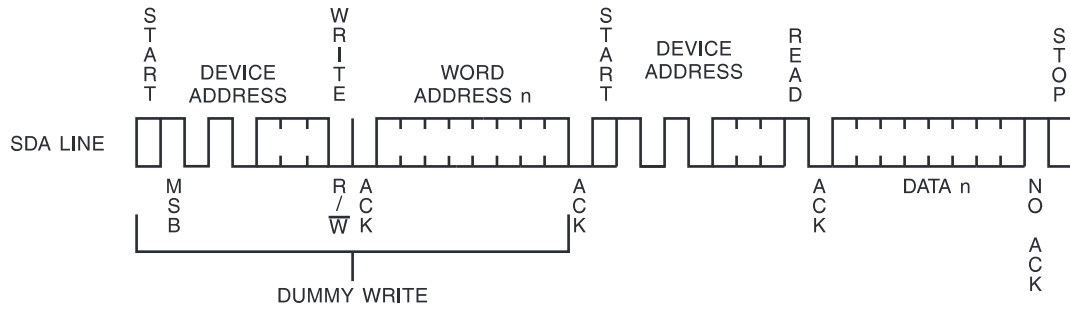 START
WRITE
START
READ
STOP
DEVICE
ADDRESS
WORD
ADDRESS n
DEVICE
ADDRESS
SDA LINE
MSB
R/W̅
ACK
ACK
ACK
DATA n
NO ACK
DUMMY WRITE